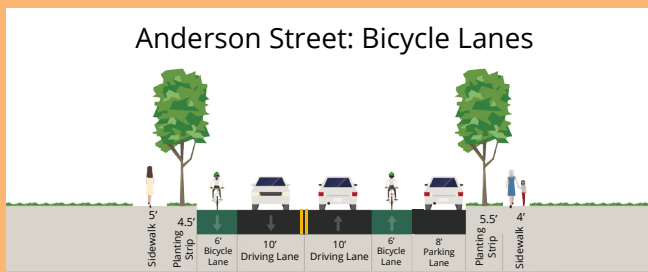 Anderson Street: Bicycle Lanes
5’
Sidewalk
4.5’
Planting
Strip
6’
Bicycle
Lane
10’
Driving Lane
10’
Driving Lane
6’
Bicycle
Lane
8’
Parking
Lane
5.5’
Planting
Strip
4’
Sidewalk